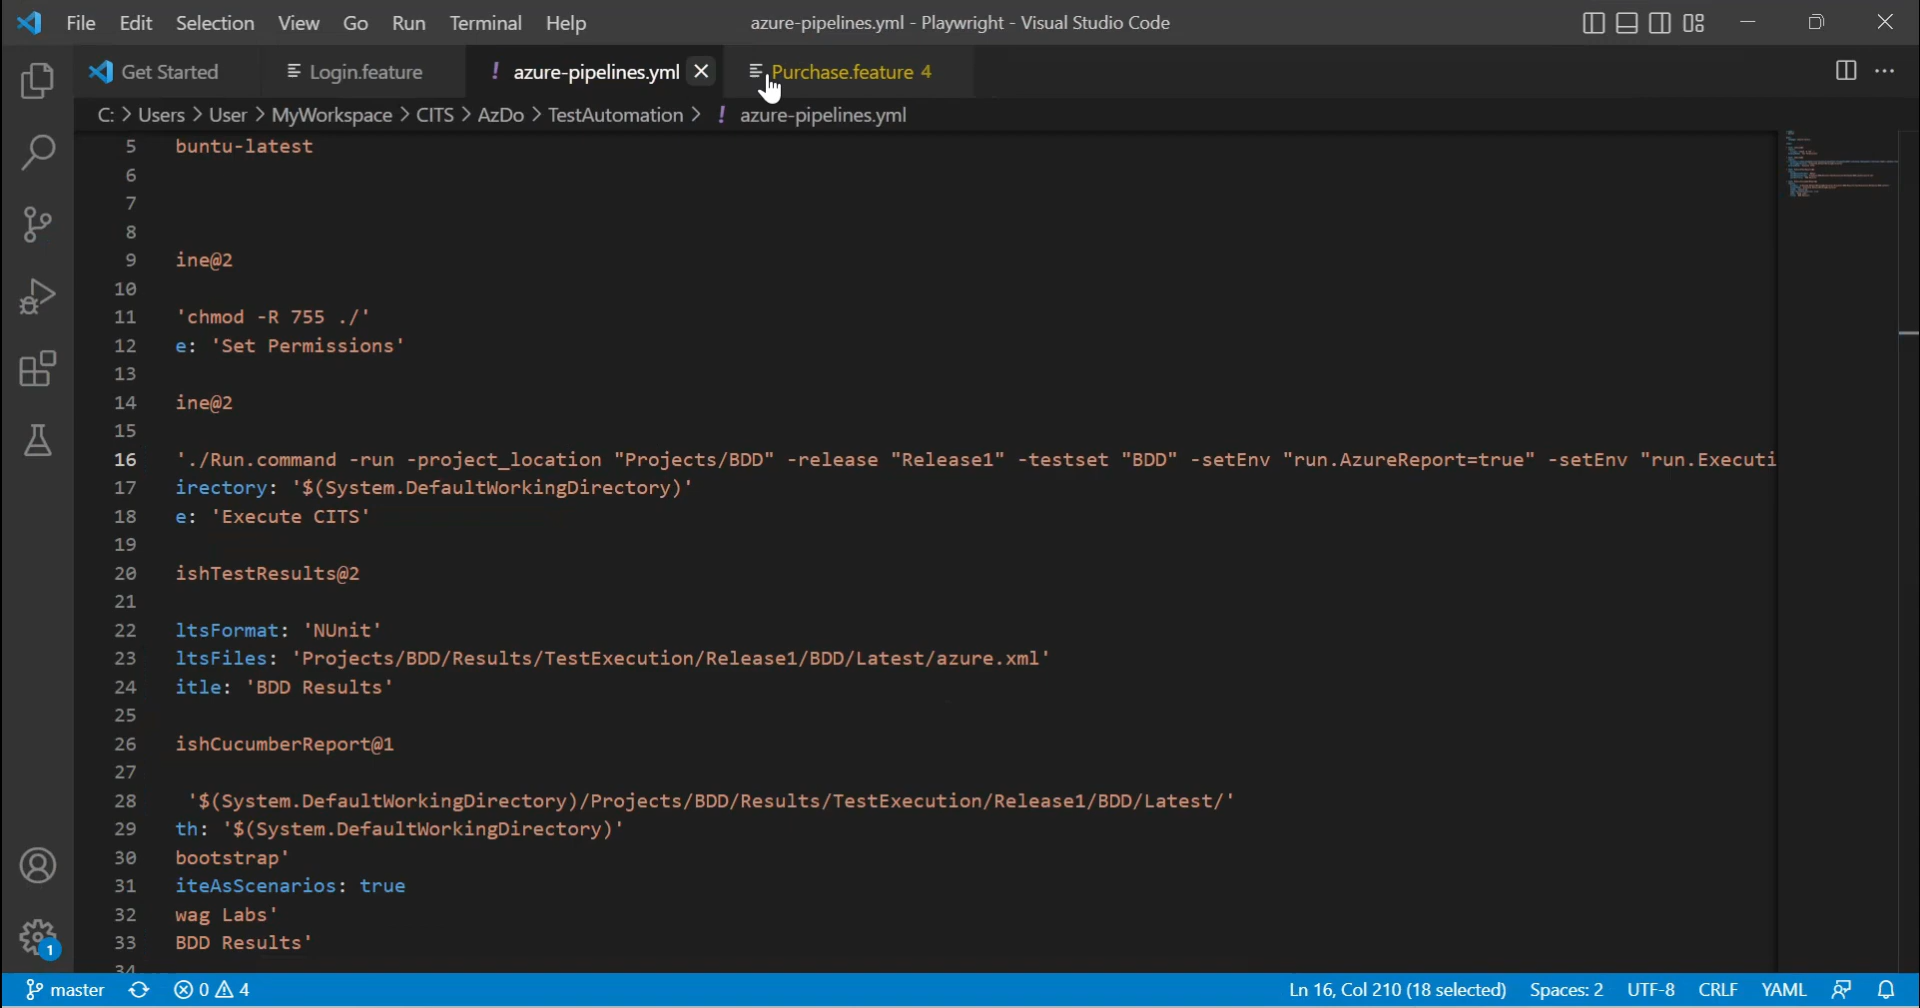 File Edit Selection View Go Run Terminal Help azure-pipelines.yml - Playwright - Visual Studio Code
Get Started Login.feature ! azure-pipelines.yml Purchase.feature 4
C: > Users > User > MyWorkspace > CITS > AzDo > TestAutomation > ! azure-pipelines.yml
5 buntu-latest
6
7
8
9 ine@2
10
11 'chmod -R 755 ./'
12 e: 'Set Permissions'
13
14 ine@2
15
16 './Run.command -run -project_location "Projects/BDD" -release "Release1" -testset "BDD" -setEnv "run.AzureReport=true" -setEnv "run.Executi
17 irectory: '$(System.DefaultWorkingDirectory)'
18 e: 'Execute CITS'
19
20 ishTestResults@2
21
22 ltsFormat: 'NUnit'
23 ltsFiles: 'Projects/BDD/Results/TestExecution/Release1/BDD/Latest/azure.xml'
24 itle: 'BDD Results'
25
26 ishCucumberReport@1
27
28 '$(System.DefaultWorkingDirectory)/Projects/BDD/Results/TestExecution/Release1/BDD/Latest/'
29 th: '$(System.DefaultWorkingDirectory)'
30 bootstrap'
31 iteAsScenarios: true
32 wag Labs'
33 BDD Results'
34
1
master 0 4 Ln 16, Col 210 (18 selected) Spaces: 2 UTF-8 CRLF YAML